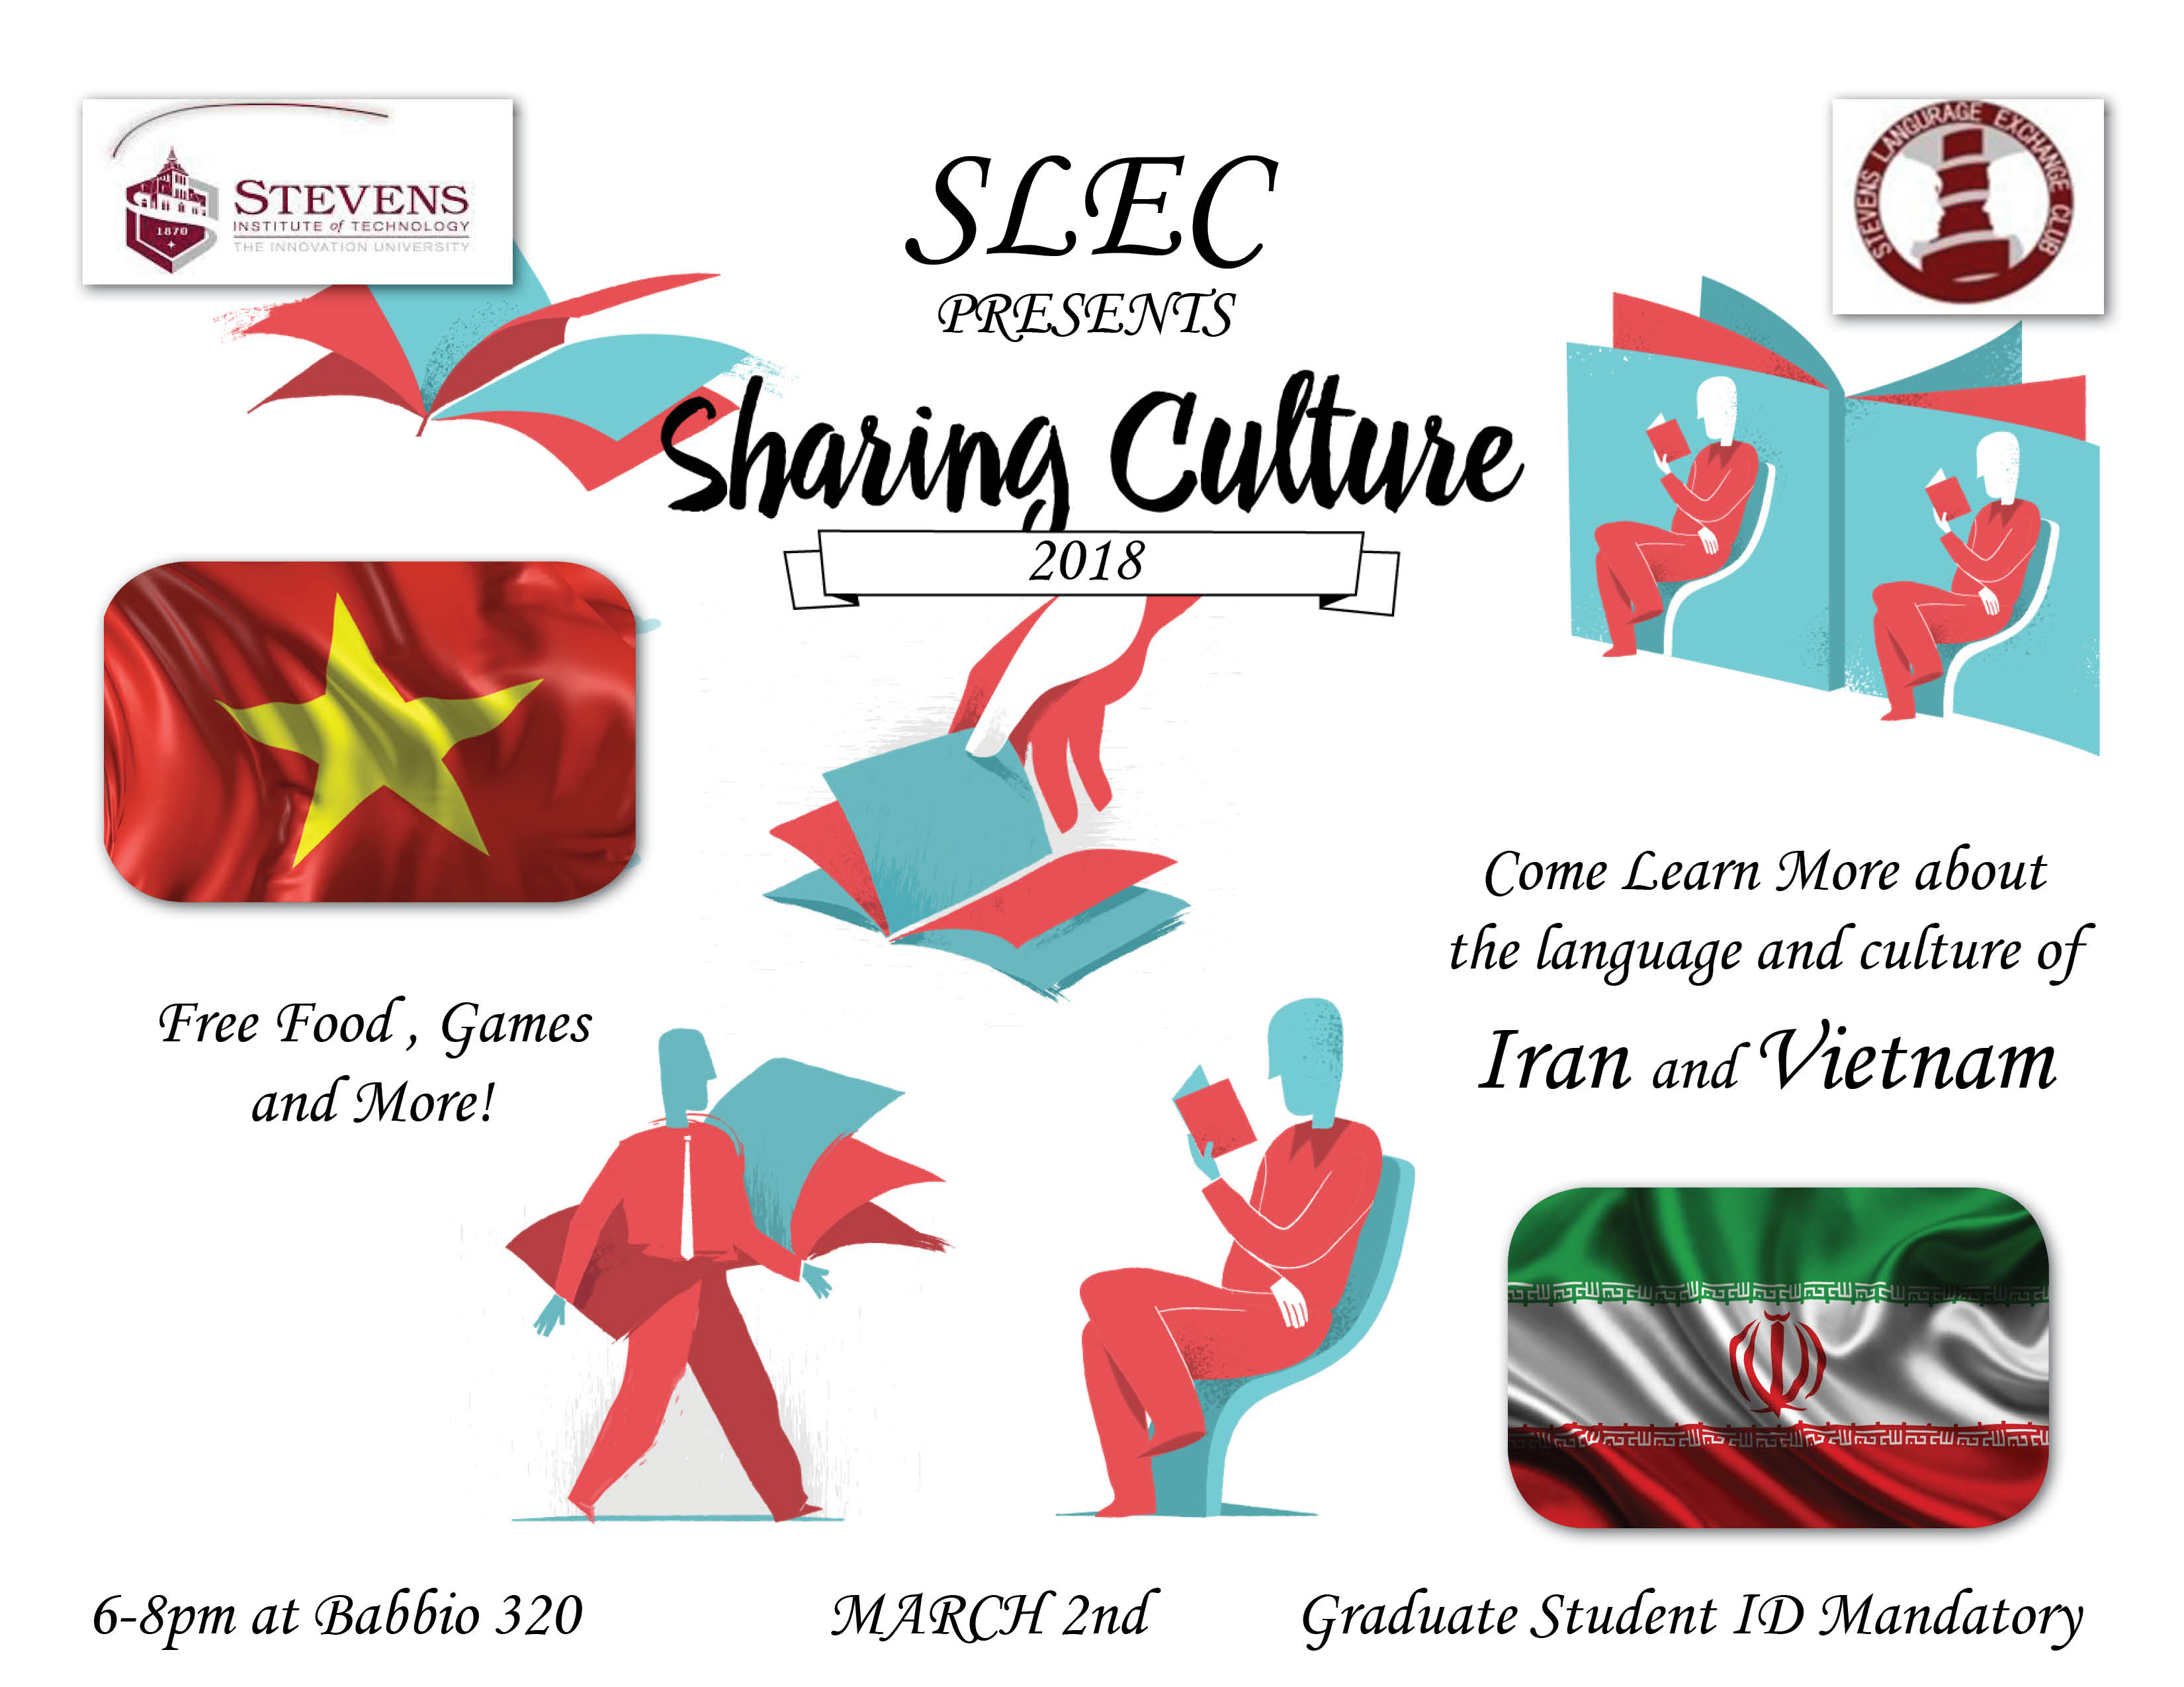 STEVENS
INSTITUTE of TECHNOLOGY
THE INNOVATION UNIVERSITY
1870
STEVENS LANGURAGE EXCHANGE CLUB
SLEC
PRESENTS
Sharing Culture
2018
Come Learn More about
the language and culture of
Iran and Vietnam
Free Food , Games
and More!
6-8pm at Babbio 320
MARCH 2nd
Graduate Student ID Mandatory